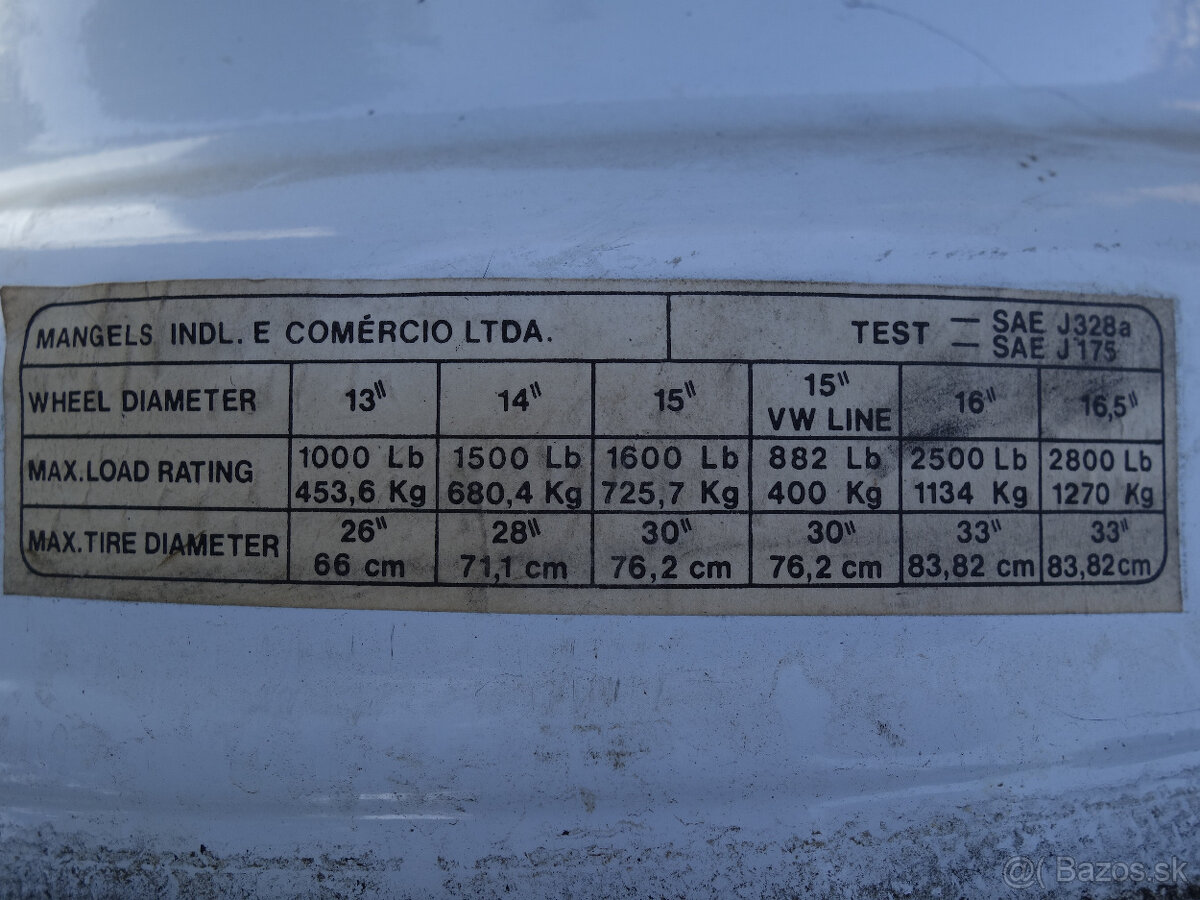 MANGELS INDL. E COMÉRCIO LTDA. TEST — SAE J328a
— SAE J175
WHEEL DIAMETER 13" 14" 15" 15" VW LINE 16" 16,5"
MAX.LOAD RATING 1000 Lb 1500 Lb 1600 Lb 882 Lb 2500 Lb 2800 Lb
453,6 Kg 680,4 Kg 725,7 Kg 400 Kg 1134 Kg 1270 Kg
MAX.TIRE DIAMETER 26" 28" 30" 30" 33" 33"
66 cm 71,1 cm 76,2 cm 76,2 cm 83,82 cm 83,82 cm
@( Bazos.sk